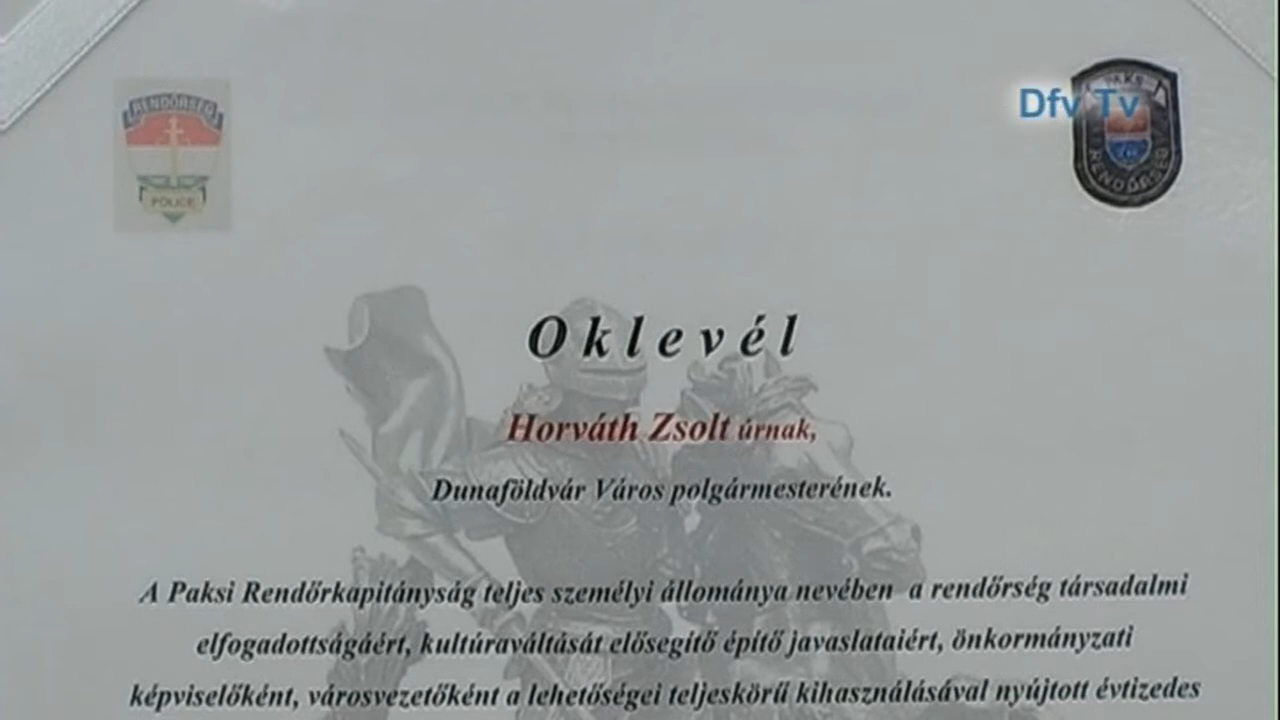 RENDŐRSÉG
POLICE
Dfv Tv
PAKS
RENDŐRSÉG
Oklevél
Horváth Zsolt úrnak,
Dunaföldvár Város polgármesterének.
A Paksi Rendőrkapitányság teljes személyi állománya nevében a rendőrség társadalmi
elfogadottságáért, kultúraváltását elősegítő építő javaslataiért, önkormányzati
képviselőként, városvezetőként a lehetőségei teljeskörű kihasználásával nyújtott évtizedes